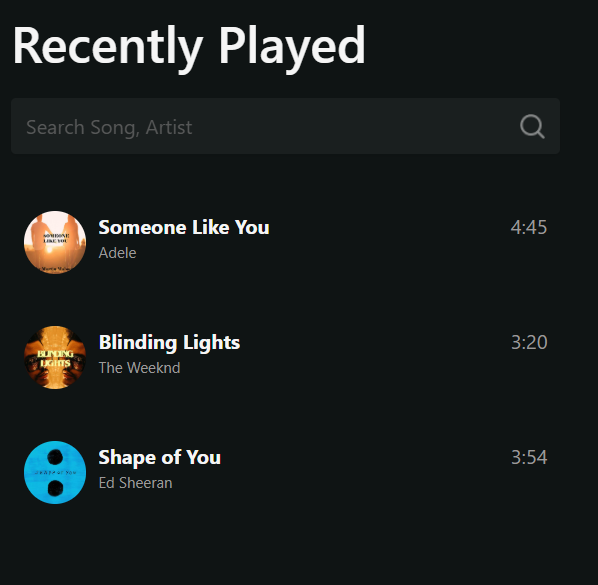 Recently Played
Search Song, Artist
SOMEONE
LIKE YOU
Someone Like You
4:45
Adele
BLINDING
LIGHTS
Blinding Lights
3:20
The Weeknd
Shape of You
3:54
Ed Sheeran